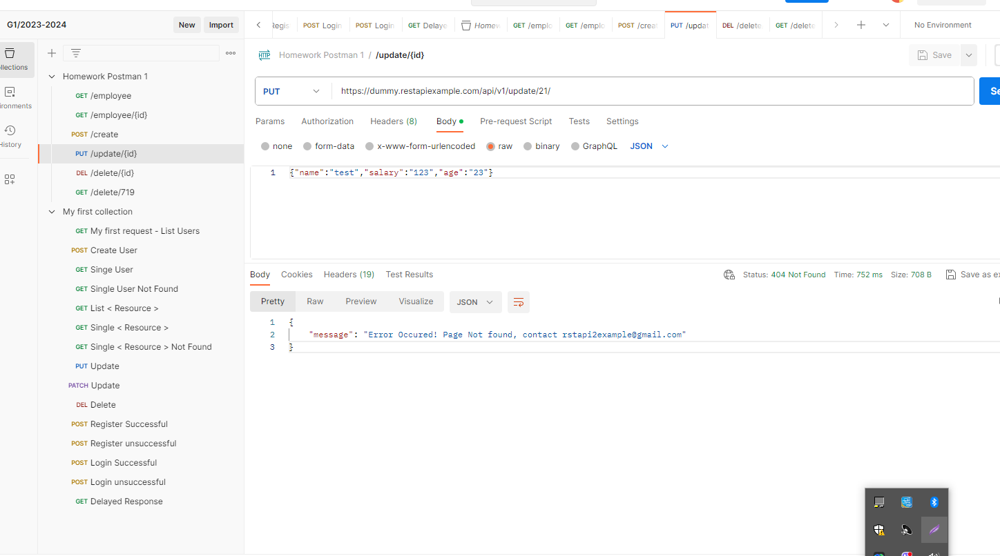 G1/2023-2024
New
Import
GET Delaye
GET /emplo
GET /emplo
POST /creat
PUT /updat
DEL /delete
GET /delete
POST Login
POST Login
No Environment
History
Homework Postman 1
GET /employee
GET /employee/{id}
POST /create
PUT /update/{id}
DEL /delete/{id}
GET /delete/719
My first collection
GET My first request - List Users
POST Create User
GET Singe User
GET Single User Not Found
GET List < Resource >
GET Single < Resource >
GET Single < Resource > Not Found
PUT Update
PATCH Update
DEL Delete
POST Register Successful
POST Register unsuccessful
POST Login Successful
POST Login unsuccessful
GET Delayed Response
Homework Postman 1 / /update/{id}
Save
PUT
https://dummy.restapiexample.com/api/v1/update/21/
Params Authorization Headers (8) Body Pre-request Script Tests Settings
none form-data x-www-form-urlencoded raw binary GraphQL JSON
1 {"name":"test","salary":"123","age":"23"}
Body Cookies Headers (19) Test Results
Status: 404 Not Found Time: 752 ms Size: 708 B Save as ex
Pretty Raw Preview Visualize JSON
1 {
2 "message": "Error Occured! Page Not found, contact rstapi2example@gmail.com"
3 }